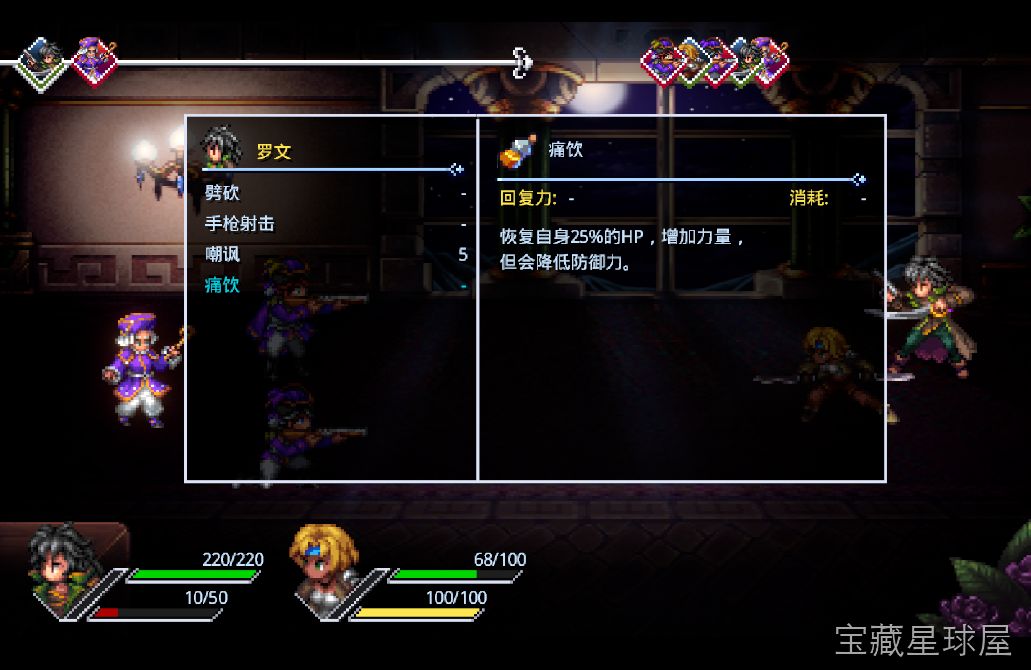 罗文
劈砍 -
手枪射击 -
嘲讽 5
痛饮 -
痛饮
回复力: - 消耗: -
恢复自身25%的HP，增加力量，
但会降低防御力。
220/220
10/50
68/100
100/100
宝藏星球屋